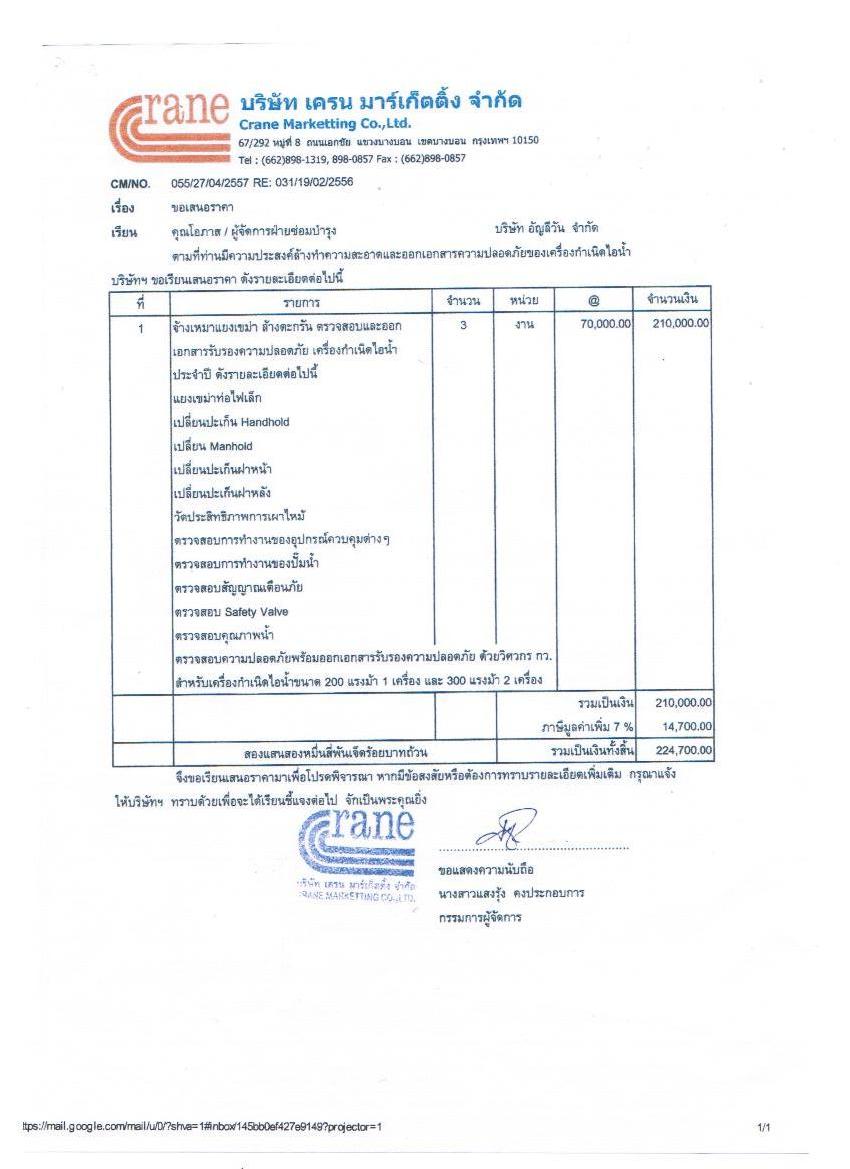 Crane บริษัท เครน มาร์เก็ตติ้ง จำกัด
Crane Marketting Co.,Ltd.
67/292 หมู่ที่ 8 ถนนเอกชัย แขวงบางบอน เขตบางบอน กรุงเทพฯ 10150
Tel : (662)898-1319, 898-0857 Fax : (662)898-0857
CM/NO. 055/27/04/2557 RE: 031/19/02/2556
เรื่อง ขอเสนอราคา
เรียน คุณโอภาส / ผู้จัดการฝ่ายซ่อมบำรุง บริษัท อัญลีวัน จำกัด
ตามที่ท่านมีความประสงค์ล้างทำความสะอาดและออกเอกสารความปลอดภัยของเครื่องกำเนิดไอน้ำ
บริษัทฯ ขอเรียนเสนอราคา ดังรายละเอียดต่อไปนี้
ที่ รายการ จำนวน หน่วย @ จำนวนเงิน
1 จ้างเหมาแยงเขม่า ล้างตะกรัน ตรวจสอบและออก 3 งาน 70,000.00 210,000.00
เอกสารรับรองความปลอดภัย เครื่องกำเนิดไอน้ำ
ประจำปี ดังรายละเอียดต่อไปนี้
แยงเขม่าท่อไฟเล็ก
เปลี่ยนปะเก็น Handhold
เปลี่ยน Manhold
เปลี่ยนปะเก็นฝาหน้า
เปลี่ยนปะเก็นฝาหลัง
วัดประสิทธิภาพการเผาไหม้
ตรวจสอบการทำงานของอุปกรณ์ควบคุมต่างๆ
ตรวจสอบการทำงานของปั๊มน้ำ
ตรวจสอบสัญญาณเตือนภัย
ตรวจสอบ Safety Valve
ตรวจสอบคุณภาพน้ำ
ตรวจสอบความปลอดภัยพร้อมออกเอกสารรับรองความปลอดภัย ด้วยวิศวกร กว.
สำหรับเครื่องกำเนิดไอน้ำขนาด 200 แรงม้า 1 เครื่อง และ 300 แรงม้า 2 เครื่อง
รวมเป็นเงิน 210,000.00
ภาษีมูลค่าเพิ่ม 7 % 14,700.00
สองแสนสองหมื่นสี่พันเจ็ดร้อยบาทถ้วน รวมเป็นเงินทั้งสิ้น 224,700.00
จึงขอเรียนเสนอราคามาเพื่อโปรดพิจารณา หากมีข้อสงสัยหรือต้องการทราบรายละเอียดเพิ่มเติม กรุณาแจ้ง
ให้บริษัทฯ ทราบด้วยเพื่อจะได้เรียนชี้แจงต่อไป จักเป็นพระคุณยิ่ง
Crane
บริษัท เครน มาร์เก็ตติ้ง จำกัด
CRANE MARKETTING CO.,LTD.
ขอแสดงความนับถือ
นางสาวแสงรุ้ง คงประกอบการ
กรรมการผู้จัดการ
ttps://mail.google.com/mail/u/0/?shva=1#inbox/145bb0ef427e9149?projector=1 1/1